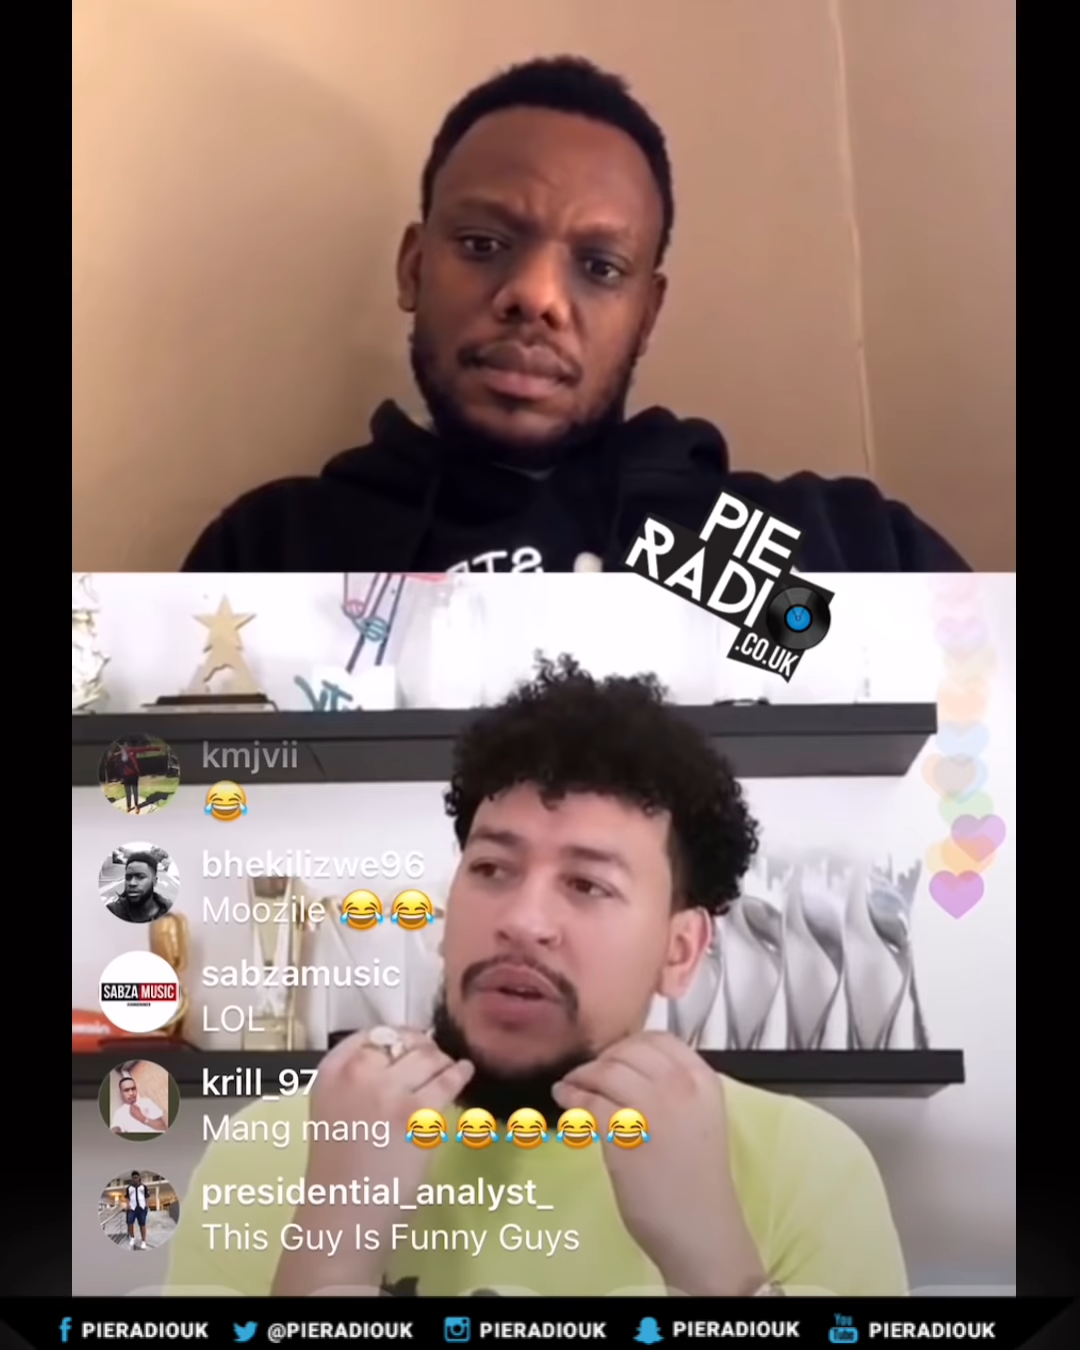 PIE
RADIO
.CO.UK
kmjvii
😂
bhekilizwe96
Moozile 😂😂
sabzamusic
LOL
SABZA MUSIC
krill_97
Mang mang 😂😂😂😂😂
presidential_analyst_
This Guy Is Funny Guys
f PIERADIOUK @PIERADIOUK PIERADIOUK PIERADIOUK You Tube PIERADIOUK